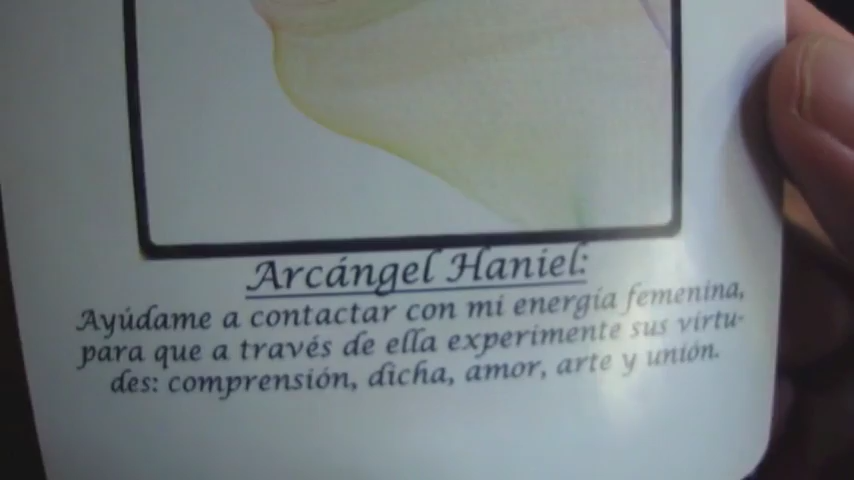 Arcángel Haniel:
Ayúdame a contactar con mi energía femenina,
para que a través de ella experimente sus virtu-
des: comprensión, dicha, amor, arte y unión.